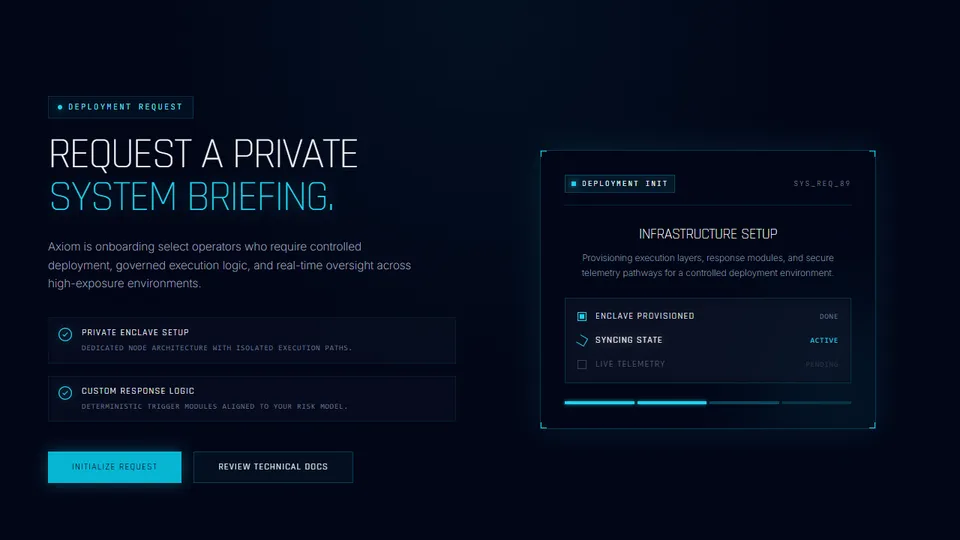 DEPLOYMENT REQUEST
REQUEST A PRIVATE
SYSTEM BRIEFING.
Axiom is onboarding select operators who require controlled
deployment, governed execution logic, and real-time oversight across
high-exposure environments.
PRIVATE ENCLAVE SETUP
DEDICATED NODE ARCHITECTURE WITH ISOLATED EXECUTION PATHS.
CUSTOM RESPONSE LOGIC
DETERMINISTIC TRIGGER MODULES ALIGNED TO YOUR RISK MODEL.
INITIALIZE REQUEST
REVIEW TECHNICAL DOCS
DEPLOYMENT INIT
SYS_REQ_89
INFRASTRUCTURE SETUP
Provisioning execution layers, response modules, and secure
telemetry pathways for a controlled deployment environment.
ENCLAVE PROVISIONED
DONE
SYNCING STATE
ACTIVE
LIVE TELEMETRY
PENDING